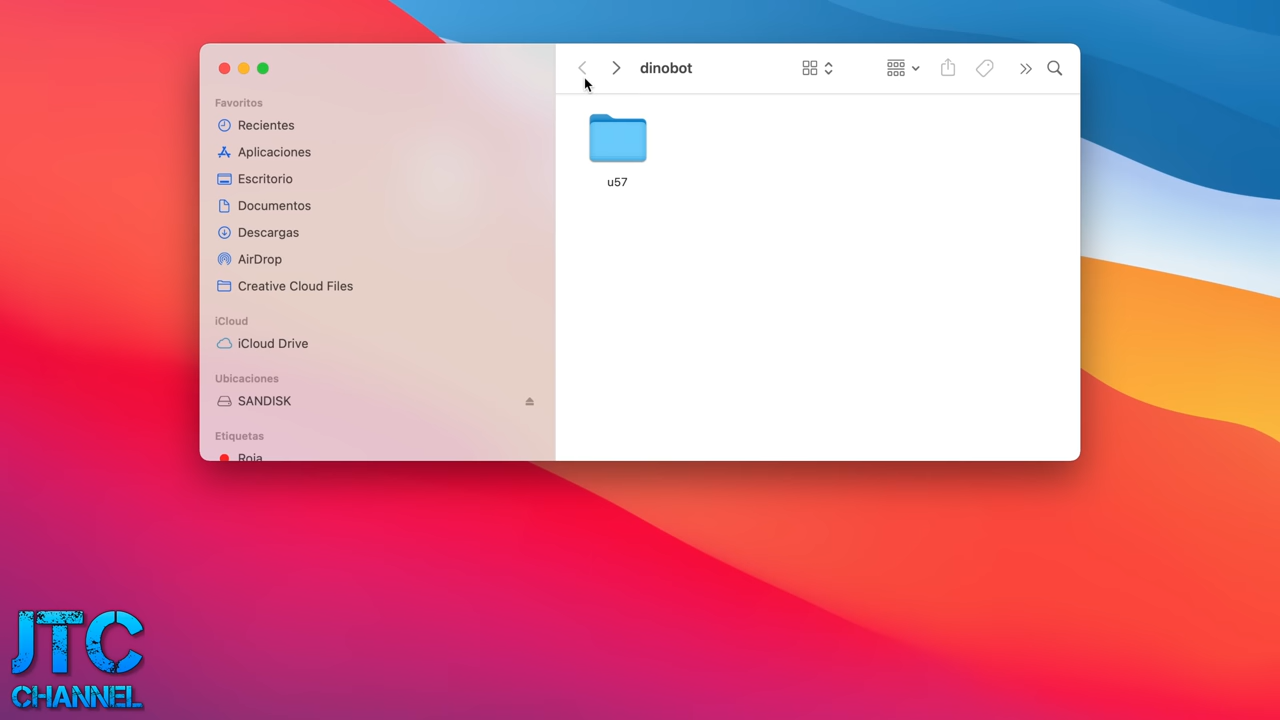 dinobot
Favoritos
Recientes
Aplicaciones
Escritorio
Documentos
Descargas
AirDrop
Creative Cloud Files
iCloud
iCloud Drive
Ubicaciones
SANDISK
Etiquetas
Roja
u57
JTC
CHANNEL